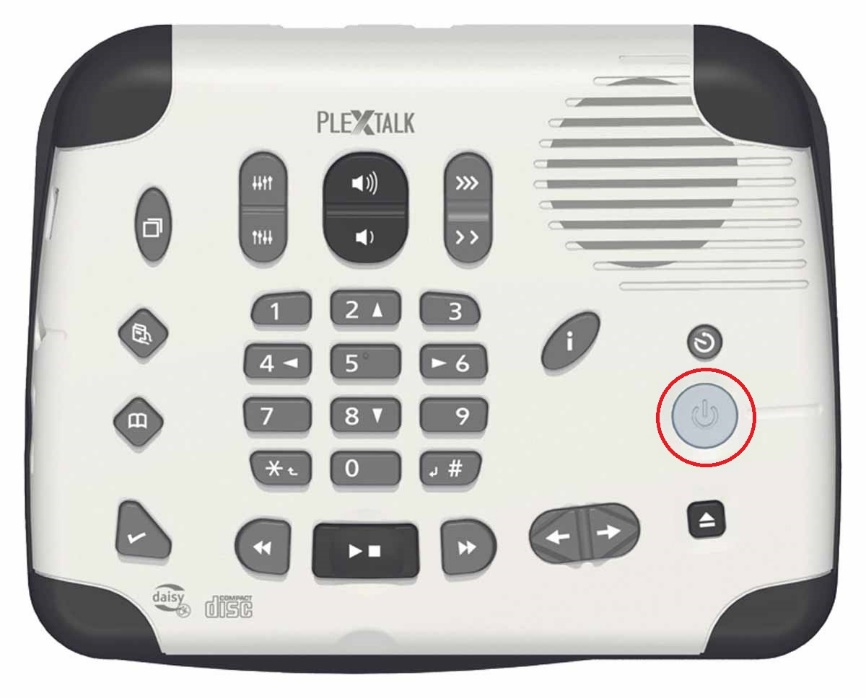 PLEXTALK
1 2 3
4 5 6
7 8 9
* 0 #
i
daisy
COMPACT
disc